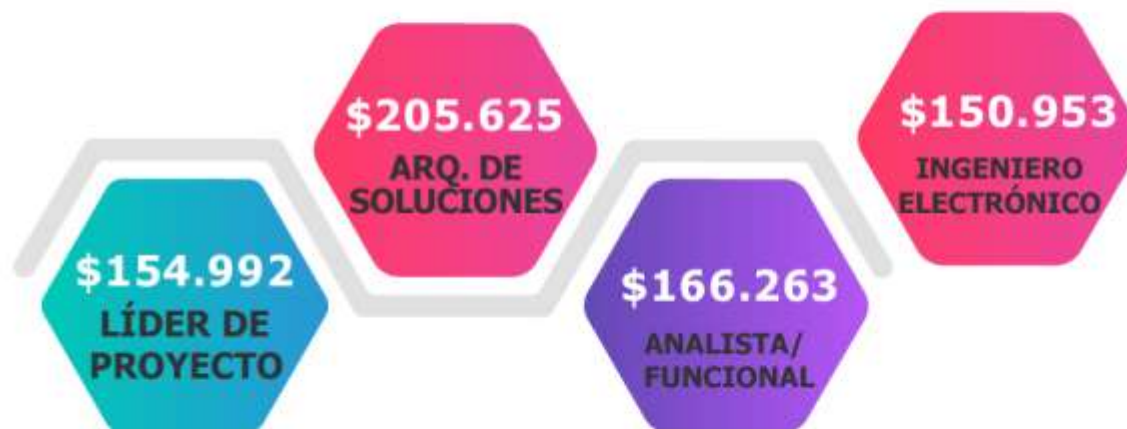 $154.992
LÍDER DE
PROYECTO
$205.625
ARQ. DE
SOLUCIONES
$166.263
ANALISTA/
FUNCIONAL
$150.953
INGENIERO
ELECTRÓNICO